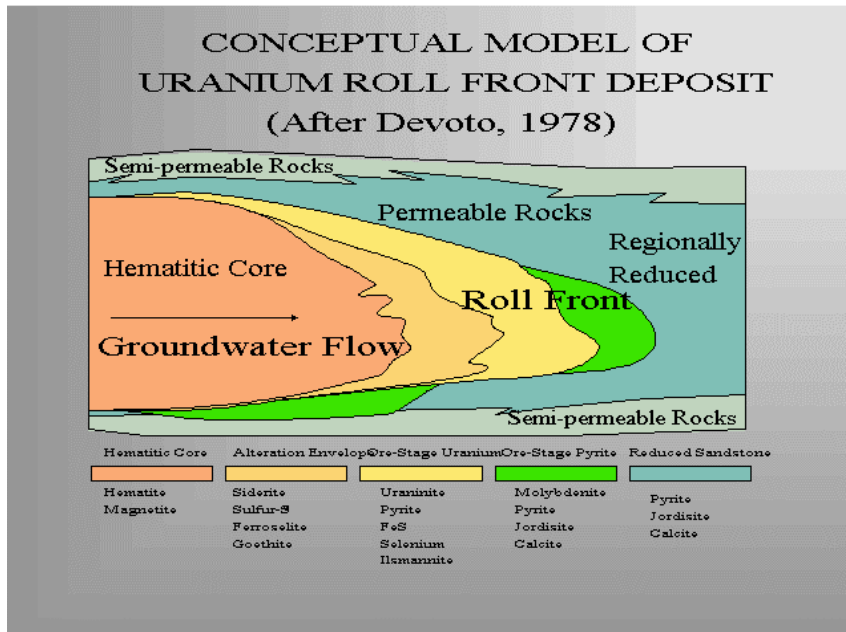 CONCEPTUAL MODEL OF
URANIUM ROLL FRONT DEPOSIT
(After Devoto, 1978)
Semi-permeable Rocks
Permeable Rocks
Regionally
Reduced
Hematitic Core
Roll Front
Groundwater Flow
Semi-permeable Rocks
Hematitic Core
Hematite
Magnetite
Alteration Envelope
Siderite
Sulfur-S
Ferroselite
Goethite
Ore-Stage Uranium
Uraninite
Pyrite
FeS
Selenium
Ilsmannite
Ore-Stage Pyrite
Molybdenite
Pyrite
Jordisite
Calcite
Reduced Sandstone
Pyrite
Jordisite
Calcite